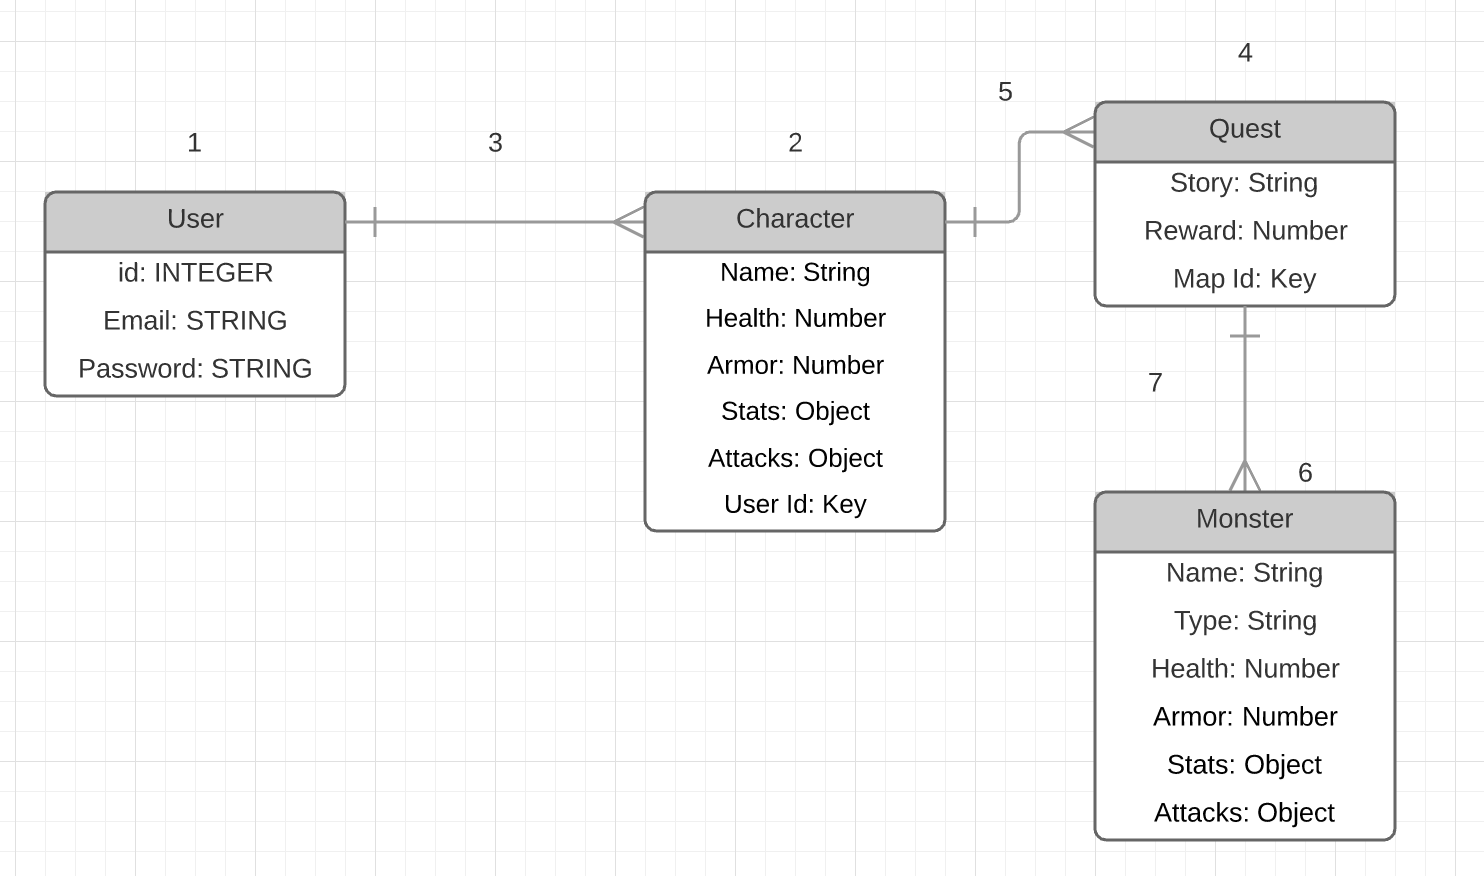 1
3
2
5
4
User
id: INTEGER
Email: STRING
Password: STRING
Character
Name: String
Health: Number
Armor: Number
Stats: Object
Attacks: Object
User Id: Key
Quest
Story: String
Reward: Number
Map Id: Key
7
6
Monster
Name: String
Type: String
Health: Number
Armor: Number
Stats: Object
Attacks: Object